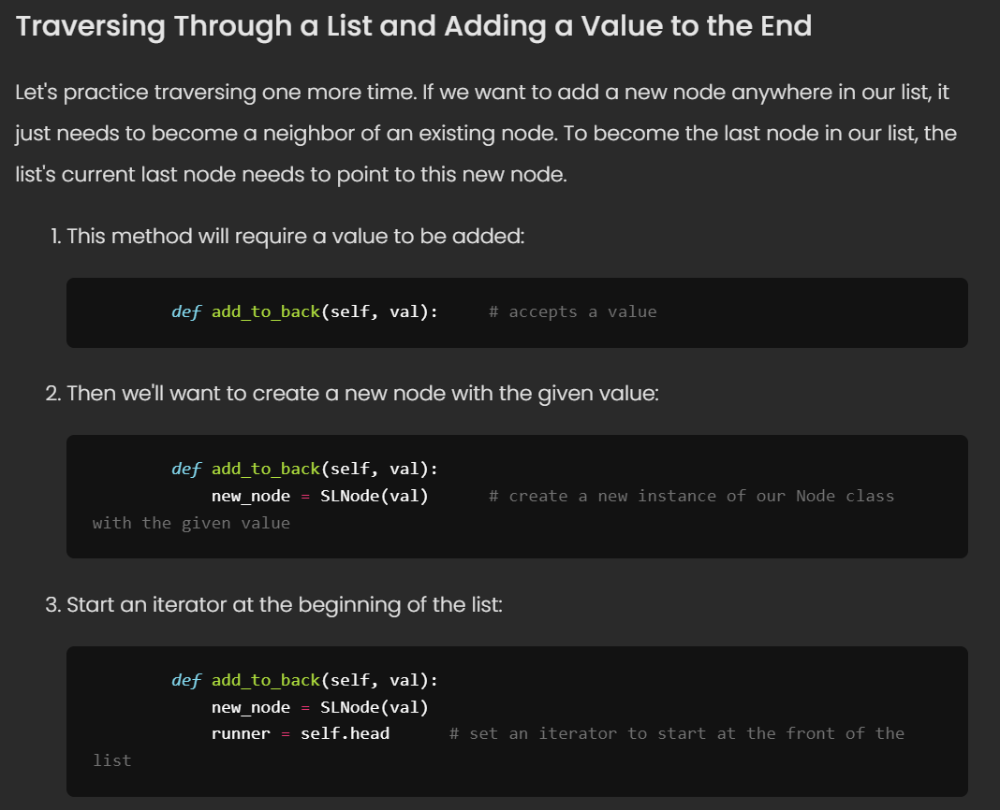 Traversing Through a List and Adding a Value to the End
Let's practice traversing one more time. If we want to add a new node anywhere in our list, it
just needs to become a neighbor of an existing node. To become the last node in our list, the
list's current last node needs to point to this new node.
1. This method will require a value to be added:
def add_to_back(self, val):     # accepts a value
2. Then we'll want to create a new node with the given value:
def add_to_back(self, val):
    new_node = SLNode(val)      # create a new instance of our Node class
with the given value
3. Start an iterator at the beginning of the list:
def add_to_back(self, val):
    new_node = SLNode(val)
    runner = self.head      # set an iterator to start at the front of the
list